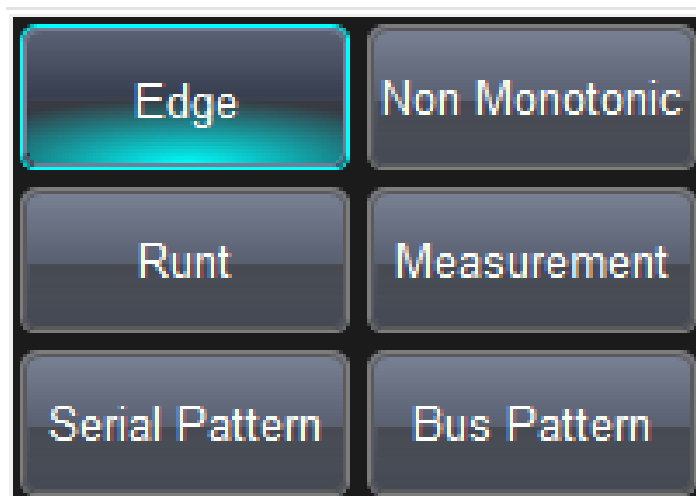 Edge
Non Monotonic
Runt
Measurement
Serial Pattern
Bus Pattern